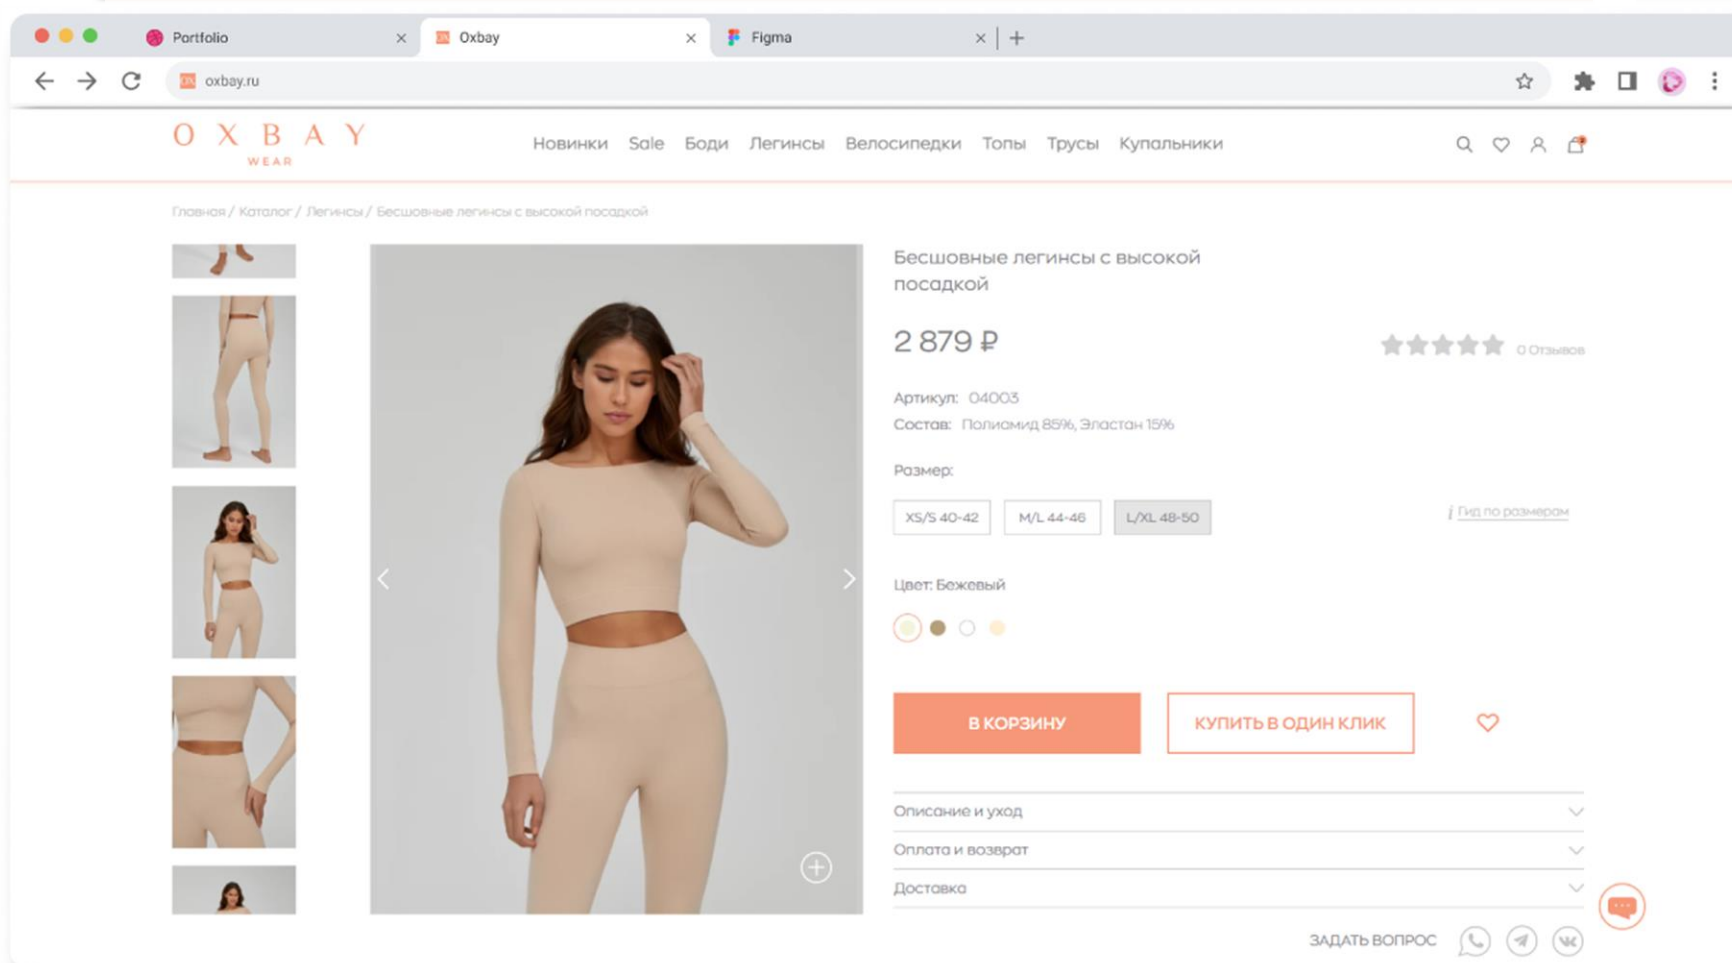 Portfolio
Oxbay
Figma
oxbay.ru
OXBAY
WEAR
Новинки Sale Боди Легинсы Велосипедки Топы Трусы Купальники
Главная / Каталог / Легинсы / Бесшовные легинсы с высокой посадкой
Бесшовные легинсы с высокой
посадкой
2 879 ₽
0 Отзывов
Артикул: 04003
Состав: Полиамид 85%, Эластан 15%
Размер:
XS/S 40-42
M/L 44-46
L/XL 48-50
i Гид по размерам
Цвет: Бежевый
В КОРЗИНУ
КУПИТЬ В ОДИН КЛИК
Описание и уход
Оплата и возврат
Доставка
ЗАДАТЬ ВОПРОС